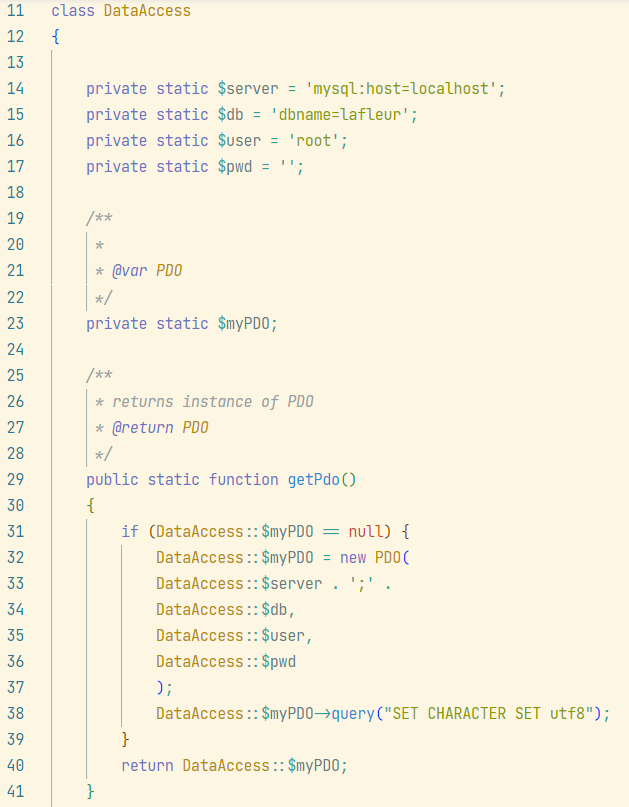 11 class DataAccess
12 {
13
14 private static $server = 'mysql:host=localhost';
15 private static $db = 'dbname=lafleur';
16 private static $user = 'root';
17 private static $pwd = '';
18
19 /**
20 *
21 * @var PDO
22 */
23 private static $myPDO;
24
25 /**
26 * returns instance of PDO
27 * @return PDO
28 */
29 public static function getPdo()
30 {
31 if (DataAccess::$myPDO == null) {
32 DataAccess::$myPDO = new PDO(
33 DataAccess::$server . ';' .
34 DataAccess::$db,
35 DataAccess::$user,
36 DataAccess::$pwd
37 );
38 DataAccess::$myPDO->query("SET CHARACTER SET utf8");
39 }
40 return DataAccess::$myPDO;
41 }